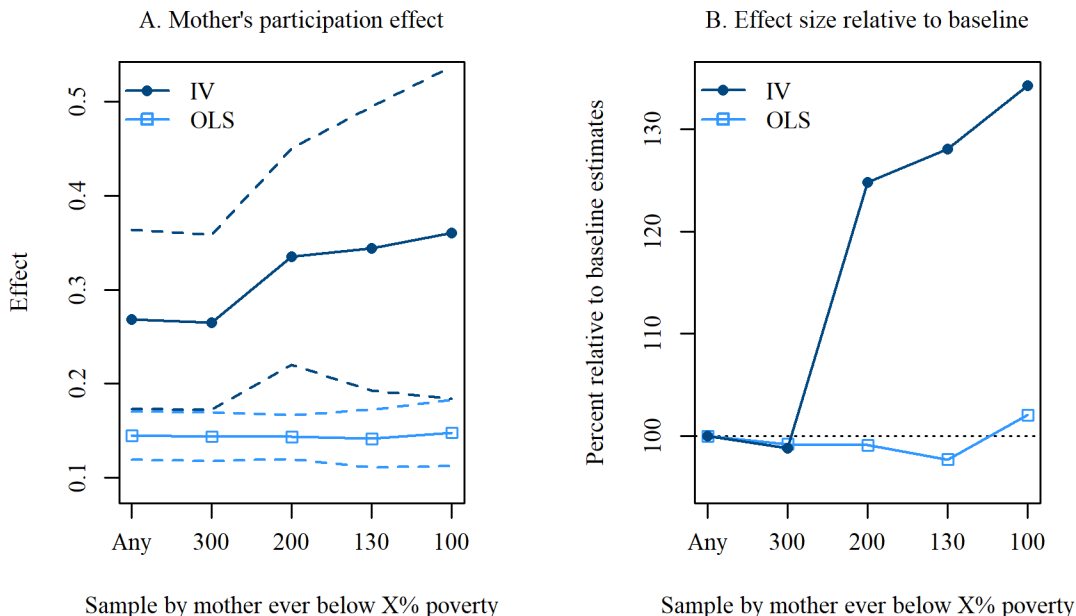 A. Mother's participation effect
IV
OLS
Effect
0.5
0.4
0.3
0.2
0.1
Any 300 200 130 100
Sample by mother ever below X% poverty
B. Effect size relative to baseline
IV
OLS
Percent relative to baseline estimates
130
120
110
100
Any 300 200 130 100
Sample by mother ever below X% poverty